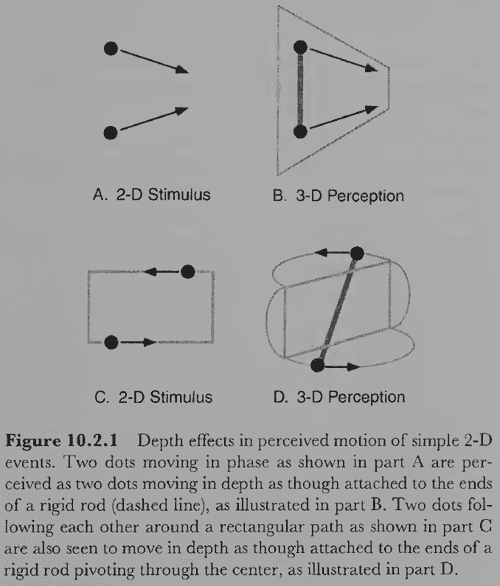 A. 2-D Stimulus
B. 3-D Perception
C. 2-D Stimulus
D. 3-D Perception
Figure 10.2.1 Depth effects in perceived motion of simple 2-D
events. Two dots moving in phase as shown in part A are per-
ceived as two dots moving in depth as though attached to the ends
of a rigid rod (dashed line), as illustrated in part B. Two dots fol-
lowing each other around a rectangular path as shown in part C
are also seen to move in depth as though attached to the ends of a
rigid rod pivoting through the center, as illustrated in part D.